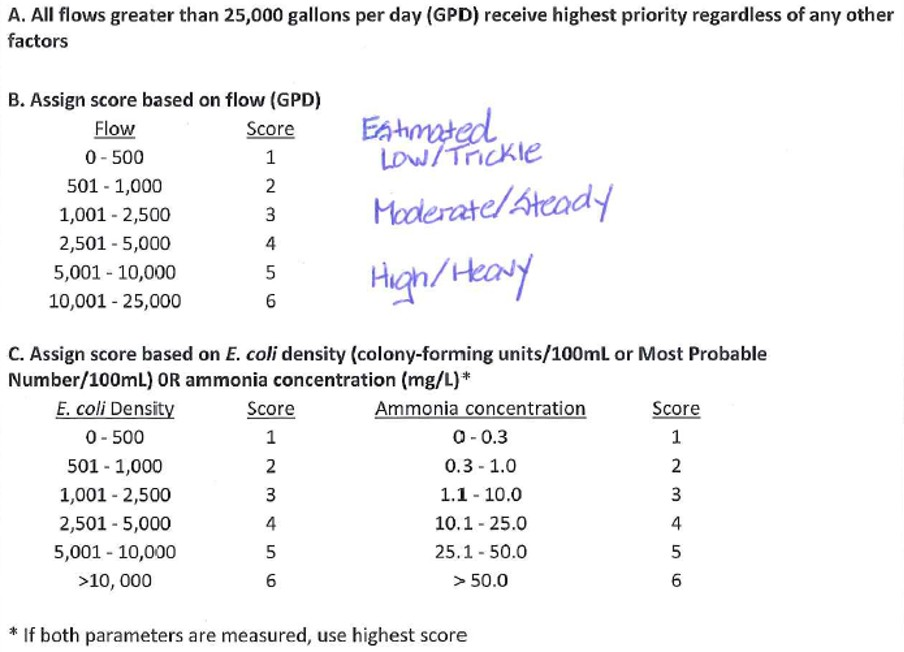 A. All flows greater than 25,000 gallons per day (GPD) receive highest priority regardless of any other
factors
B. Assign score based on flow (GPD)
Flow Score Estimated
0 - 500 1 Low/Trickle
501 - 1,000 2
1,001 - 2,500 3 Moderate/Steady
2,501 - 5,000 4
5,001 - 10,000 5 High/Heavy
10,001 - 25,000 6
C. Assign score based on E. coli density (colony-forming units/100mL or Most Probable
Number/100mL) OR ammonia concentration (mg/L)*
E. coli Density Score Ammonia concentration Score
0 - 500 1 0 - 0.3 1
501 - 1,000 2 0.3 - 1.0 2
1,001 - 2,500 3 1.1 - 10.0 3
2,501 - 5,000 4 10.1 - 25.0 4
5,001 - 10,000 5 25.1 - 50.0 5
>10, 000 6 > 50.0 6
* If both parameters are measured, use highest score